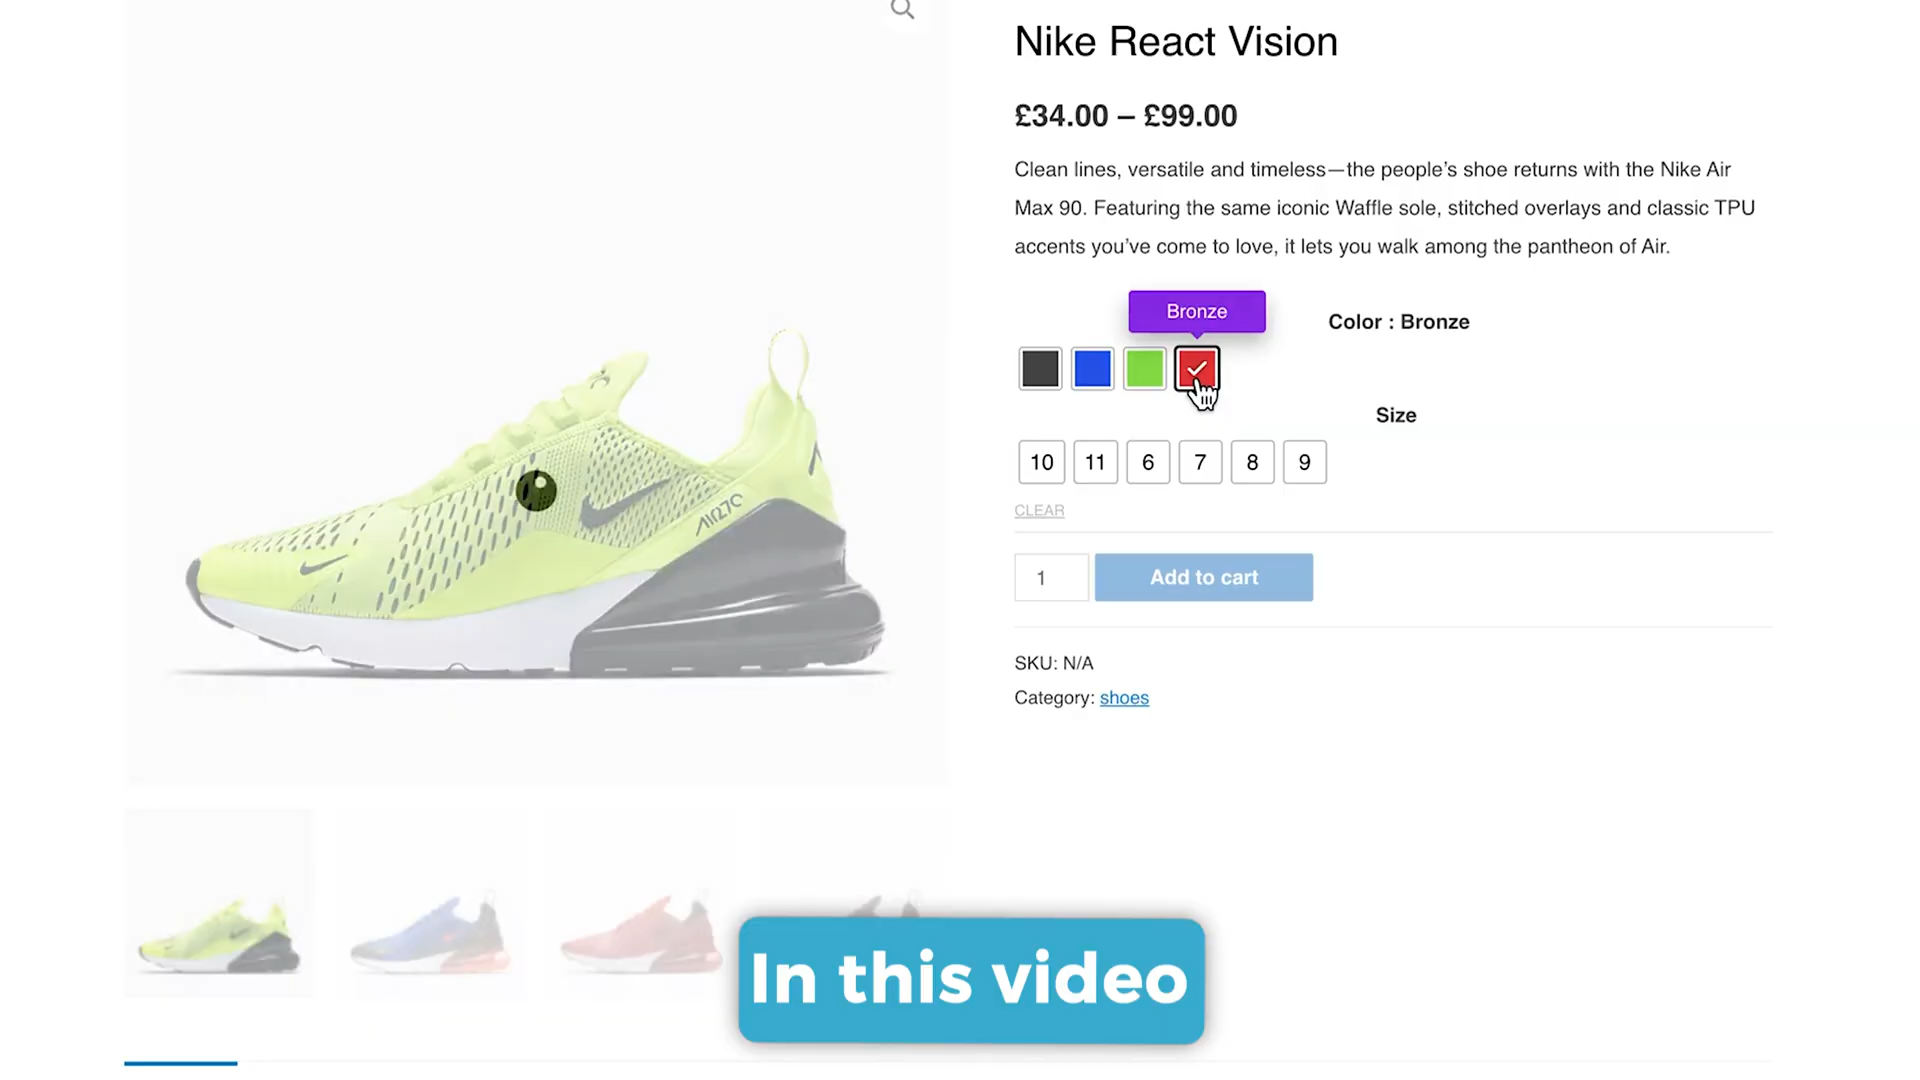 Nike React Vision
£34.00 – £99.00
Clean lines, versatile and timeless—the people’s shoe returns with the Nike Air
Max 90. Featuring the same iconic Waffle sole, stitched overlays and classic TPU
accents you’ve come to love, it lets you walk among the pantheon of Air.
Bronze
Color : Bronze
Size
10 11 6 7 8 9
CLEAR
1 Add to cart
SKU: N/A
Category: shoes
AIR270
In this video